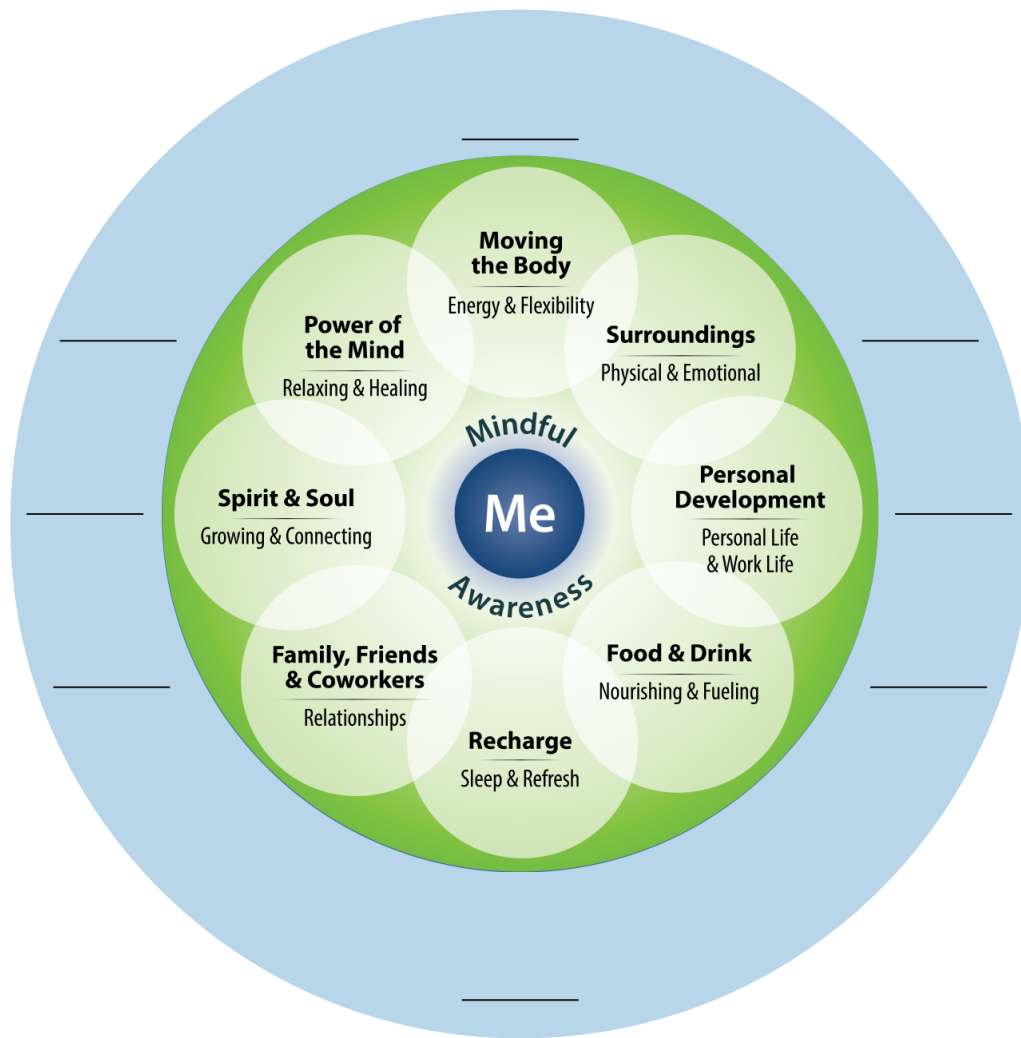 Moving
the Body
Energy & Flexibility
Surroundings
Physical & Emotional
Personal
Development
Personal Life
& Work Life
Food & Drink
Nourishing & Fueling
Recharge
Sleep & Refresh
Family, Friends
& Coworkers
Relationships
Spirit & Soul
Growing & Connecting
Power of
the Mind
Relaxing & Healing
Mindful
Me
Awareness